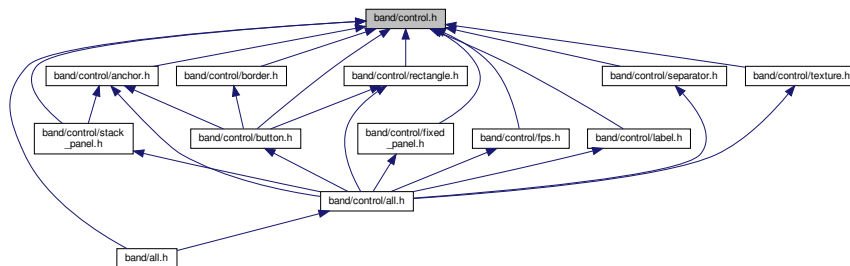 band/control.h
band/control/anchor.h
band/control/border.h
band/control/rectangle.h
band/control/separator.h
band/control/texture.h
band/control/stack
_panel.h
band/control/button.h
band/control/fixed
_panel.h
band/control/fps.h
band/control/label.h
band/control/all.h
band/all.h